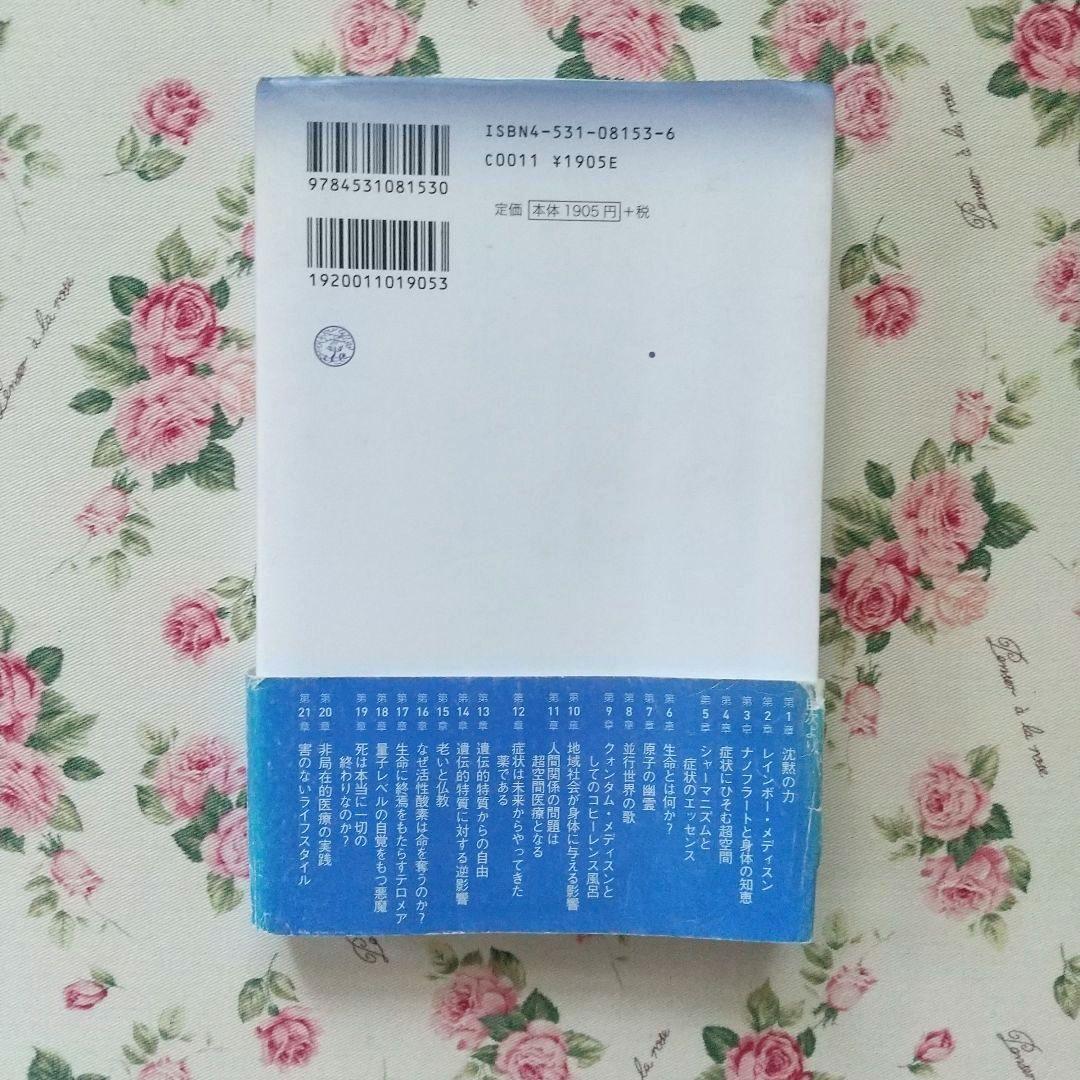 ISBN4-531-08153-6
C0011 ¥1905E
9784531081530
定価 本体1905円+税
1920011019053
目次より
第1章 沈黙の力
第2章 レインボー・メディスン
第3章 ナノフラートと身体の知恵
第4章 症状にひそむ超空間
第5章 シャーマニズムと
症状のエッセンス
第6章 生命とは何か?
第7章 原子の幽霊
第8章 並行世界の歌
第9章 クォンタム・メディスンと
してのコヒーレンス風呂
第10章 地域社会が身体に与える影響
第11章 人間関係の問題は
超空間医療となる
第12章 症状は未来からやってきた
薬である
第13章 遺伝的特質からの自由
第14章 遺伝的特質に対する逆影響
第15章 老いと仏教
第16章 なぜ活性酸素は命を奪うのか?
第17章 生命に終焉をもたらすテロメア
第18章 量子レベルの自覚をもつ悪魔
第19章 死は本当に一切の
終わりなのか?
第20章 非局在的医療の実践
第21章 害のないライフスタイル
Penser à la rose
Penser à la rose
Penser à la rose